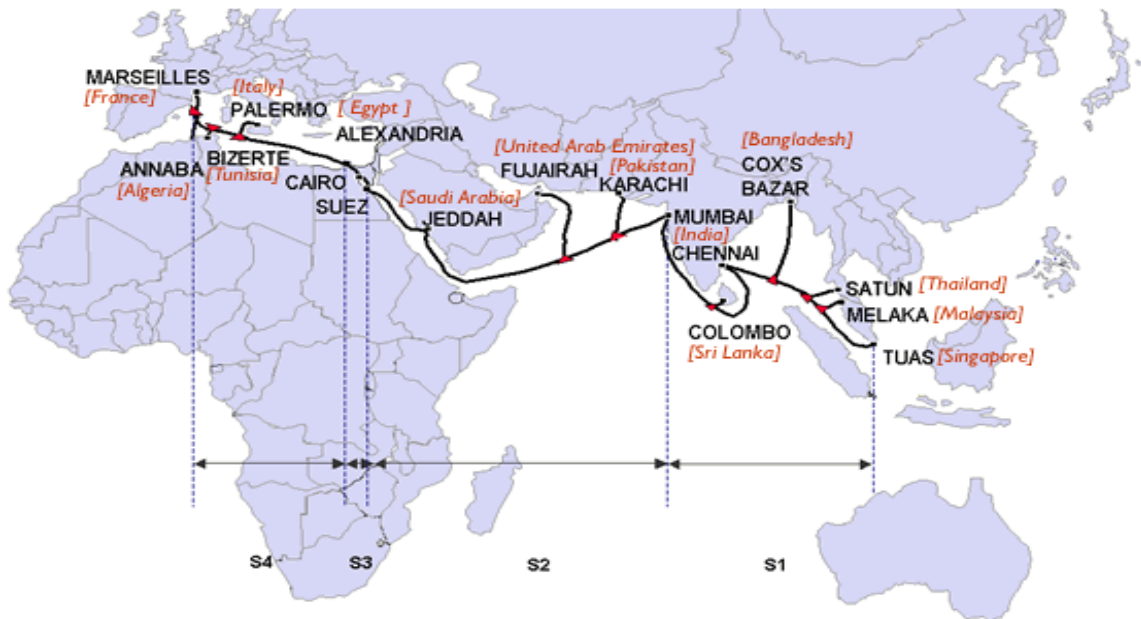 MARSEILLES
[France]
[Italy]
PALERMO
[ Egypt ]
ALEXANDRIA
ANNABA
[Algeria]
BIZERTE
[Tunisia]
CAIRO
SUEZ
[Saudi Arabia]
JEDDAH
[United Arab Emirates]
FUJAIRAH
[Pakistan]
KARACHI
MUMBAI
[India]
CHENNAI
[Bangladesh]
COX'S
BAZAR
COLOMBO
[Sri Lanka]
SATUN [Thailand]
MELAKA [Malaysia]
TUAS [Singapore]
S4
S3
S2
S1